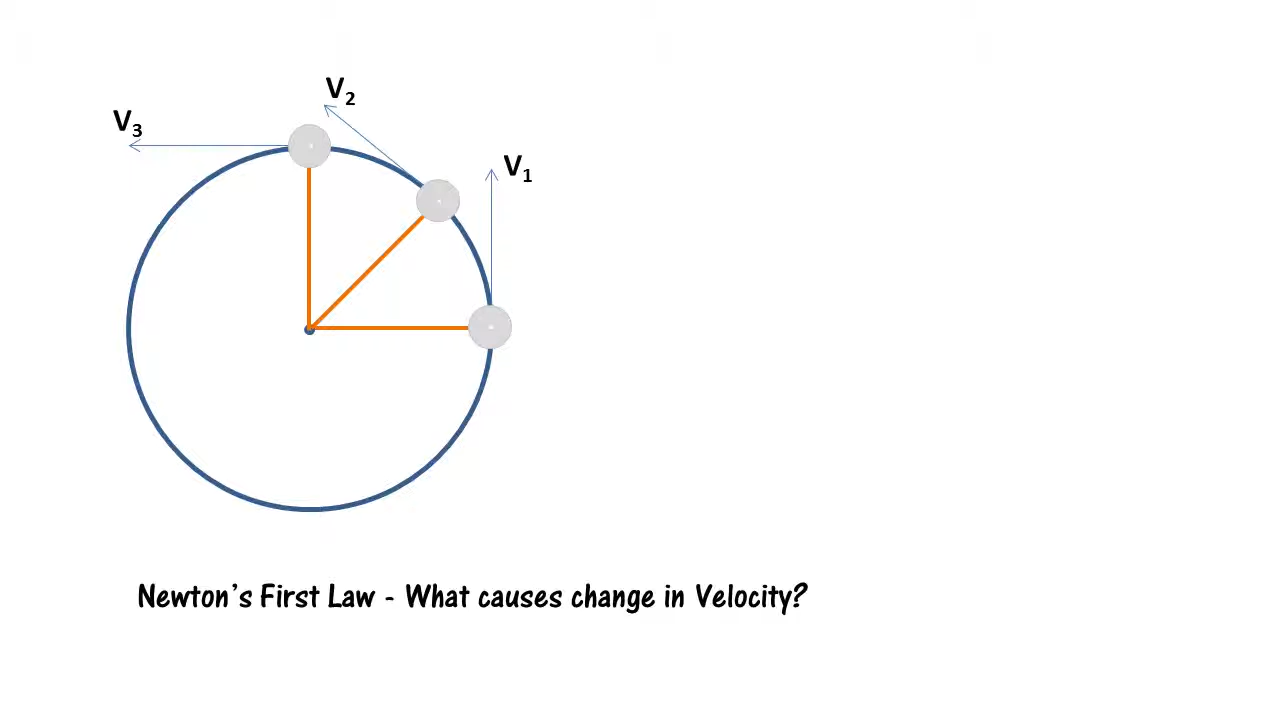 V₂
V₃
V₁
Newton's First Law - What causes change in Velocity?